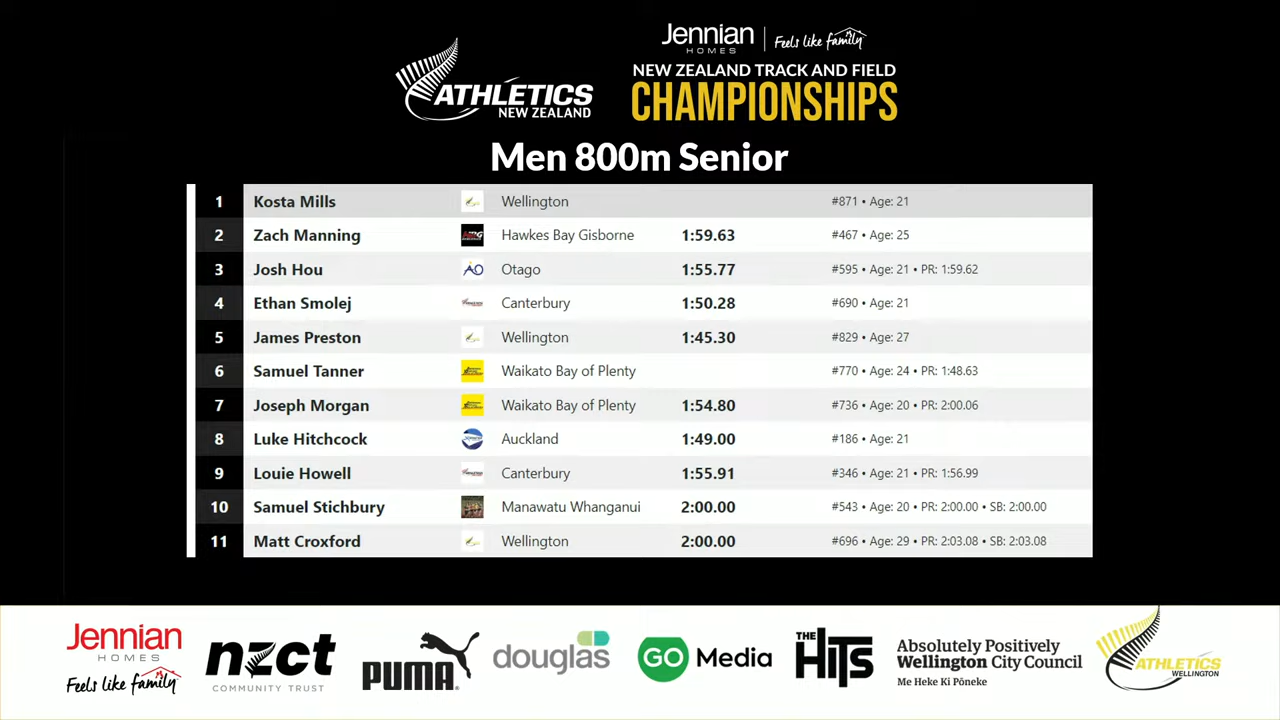 Jennian HOMES Feels like family
NEW ZEALAND TRACK AND FIELD
CHAMPIONSHIPS
ATHLETICS
NEW ZEALAND
Men 800m Senior
1 Kosta Mills Wellington #871 • Age: 21
2 Zach Manning HBG Hawkes Bay Gisborne 1:59.63 #467 • Age: 25
3 Josh Hou AO Otago 1:55.77 #595 • Age: 21 • PR: 1:59.62
4 Ethan Smolej Canterbury 1:50.28 #690 • Age: 21
5 James Preston Wellington 1:45.30 #829 • Age: 27
6 Samuel Tanner Waikato Bay of Plenty #770 • Age: 24 • PR: 1:48.63
7 Joseph Morgan Waikato Bay of Plenty 1:54.80 #736 • Age: 20 • PR: 2:00.06
8 Luke Hitchcock Auckland 1:49.00 #186 • Age: 21
9 Louie Howell Canterbury 1:55.91 #346 • Age: 21 • PR: 1:56.99
10 Samuel Stichbury Manawatu Whanganui 2:00.00 #543 • Age: 20 • PR: 2:00.00 • SB: 2:00.00
11 Matt Croxford Wellington 2:00.00 #696 • Age: 29 • PR: 2:03.08 • SB: 2:03.08
Jennian
HOMES
Feels like family
nzct
COMMUNITY TRUST
PUMA
douglas
GO Media
THE HiTS
Absolutely Positively
Wellington City Council
Me Heke Ki Pōneke
ATHLETICS
WELLINGTON